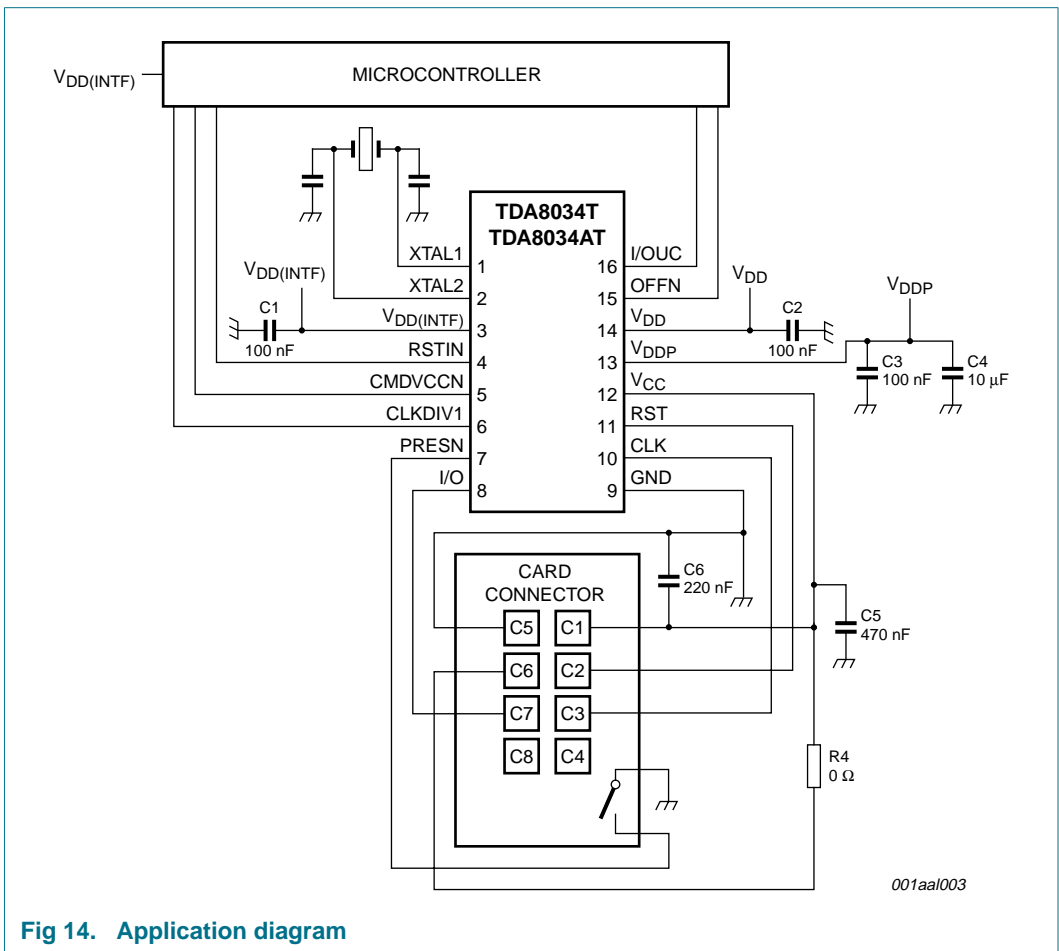 MICROCONTROLLER
VDD(INTF)
TDA8034T
TDA8034AT
XTAL1
1
XTAL2
2
VDD(INTF)
C1
100 nF
VDD(INTF)
3
RSTIN
4
CMDVCCN
5
CLKDIV1
6
PRESN
7
I/O
8
16
I/OUC
15
OFFN
14
VDD
13
VDDP
12
VCC
11
RST
10
CLK
9
GND
VDD
C2
100 nF
VDDP
C3
100 nF
C4
10 μF
CARD
CONNECTOR
C5 C1
C6 C2
C7 C3
C8 C4
C6
220 nF
C5
470 nF
R4
0 Ω
001aal003
Fig 14. Application diagram